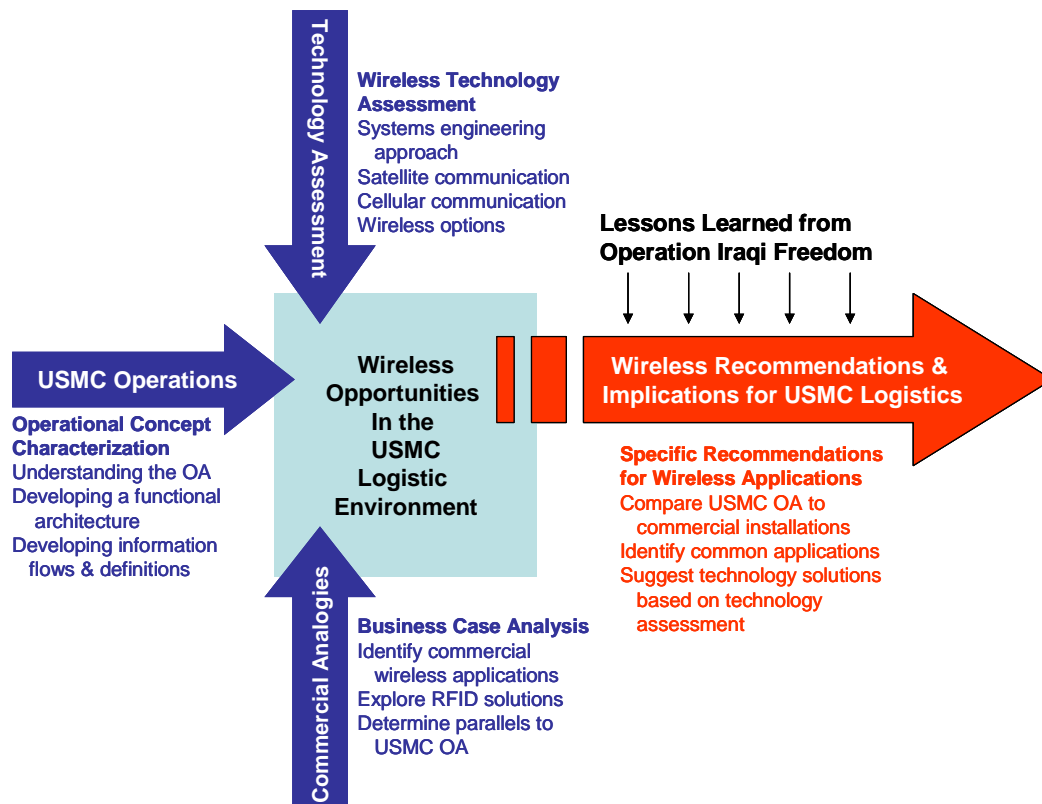 Technology Assessment
Wireless Technology
Assessment
Systems engineering
approach
Satellite communication
Cellular communication
Wireless options
Lessons Learned from
Operation Iraqi Freedom
USMC Operations
Operational Concept
Characterization
Understanding the OA
Developing a functional
architecture
Developing information
flows & definitions
Wireless
Opportunities
In the
USMC
Logistic
Environment
Wireless Recommendations &
Implications for USMC Logistics
Specific Recommendations
for Wireless Applications
Compare USMC OA to
commercial installations
Identify common applications
Suggest technology solutions
based on technology
assessment
Commercial Analogies
Business Case Analysis
Identify commercial
wireless applications
Explore RFID solutions
Determine parallels to
USMC OA